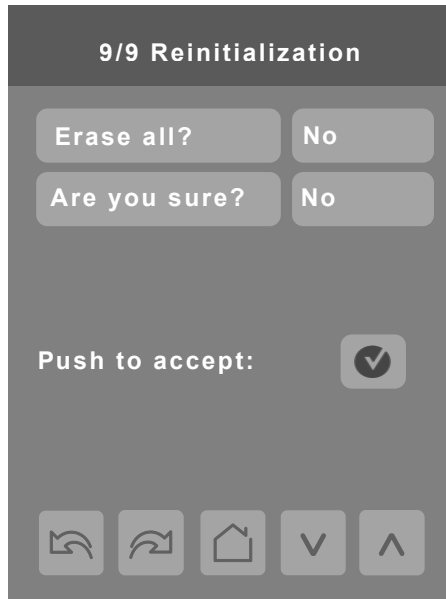 9/9 Reinitialization
Erase all? No
Are you sure? No
Push to accept: